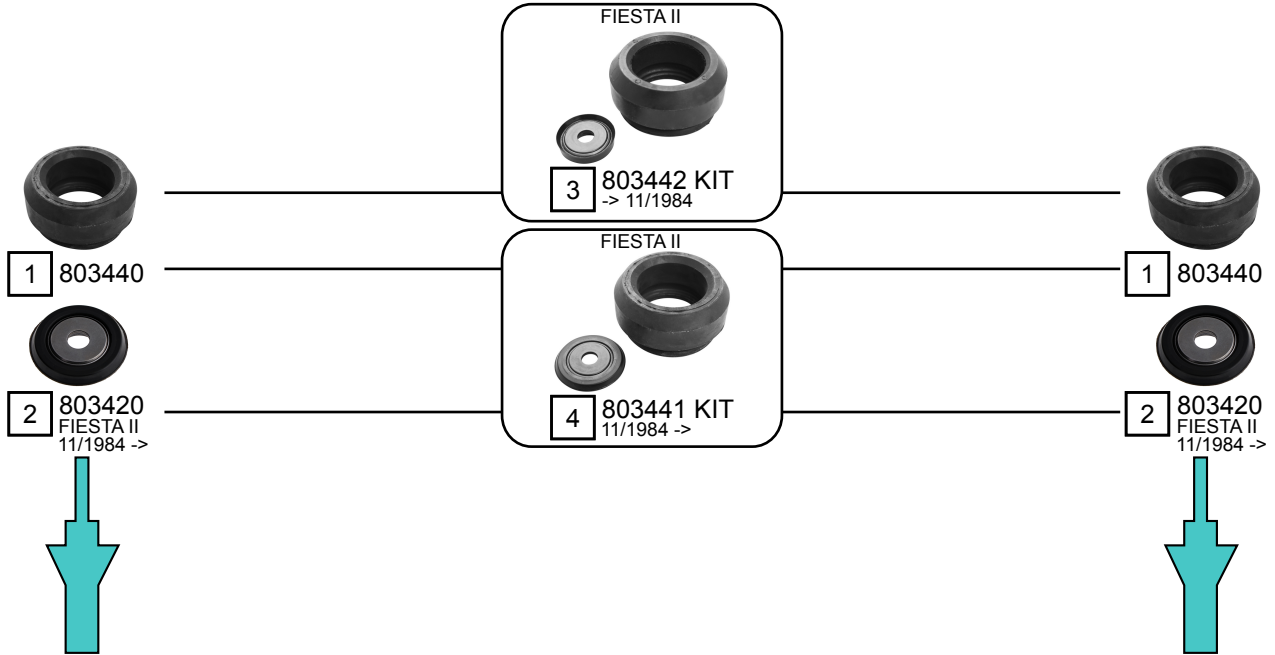 FIESTA II
3 803442 KIT
-> 11/1984
1 803440
1 803440
FIESTA II
2 803420
FIESTA II
11/1984 ->
4 803441 KIT
11/1984 ->
2 803420
FIESTA II
11/1984 ->